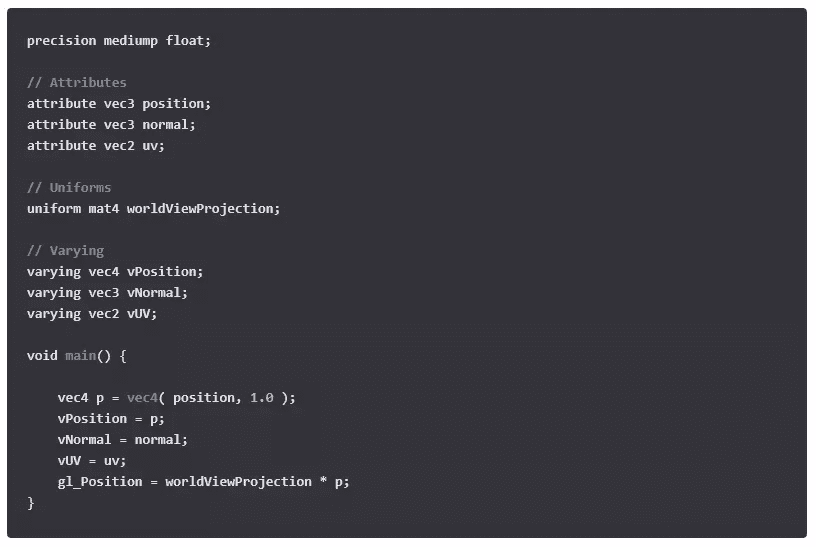 precision mediump float;
// Attributes
attribute vec3 position;
attribute vec3 normal;
attribute vec2 uv;
// Uniforms
uniform mat4 worldViewProjection;
// Varying
varying vec4 vPosition;
varying vec3 vNormal;
varying vec2 vUV;
void main() {
vec4 p = vec4( position, 1.0 );
vPosition = p;
vNormal = normal;
vUV = uv;
gl_Position = worldViewProjection * p;
}